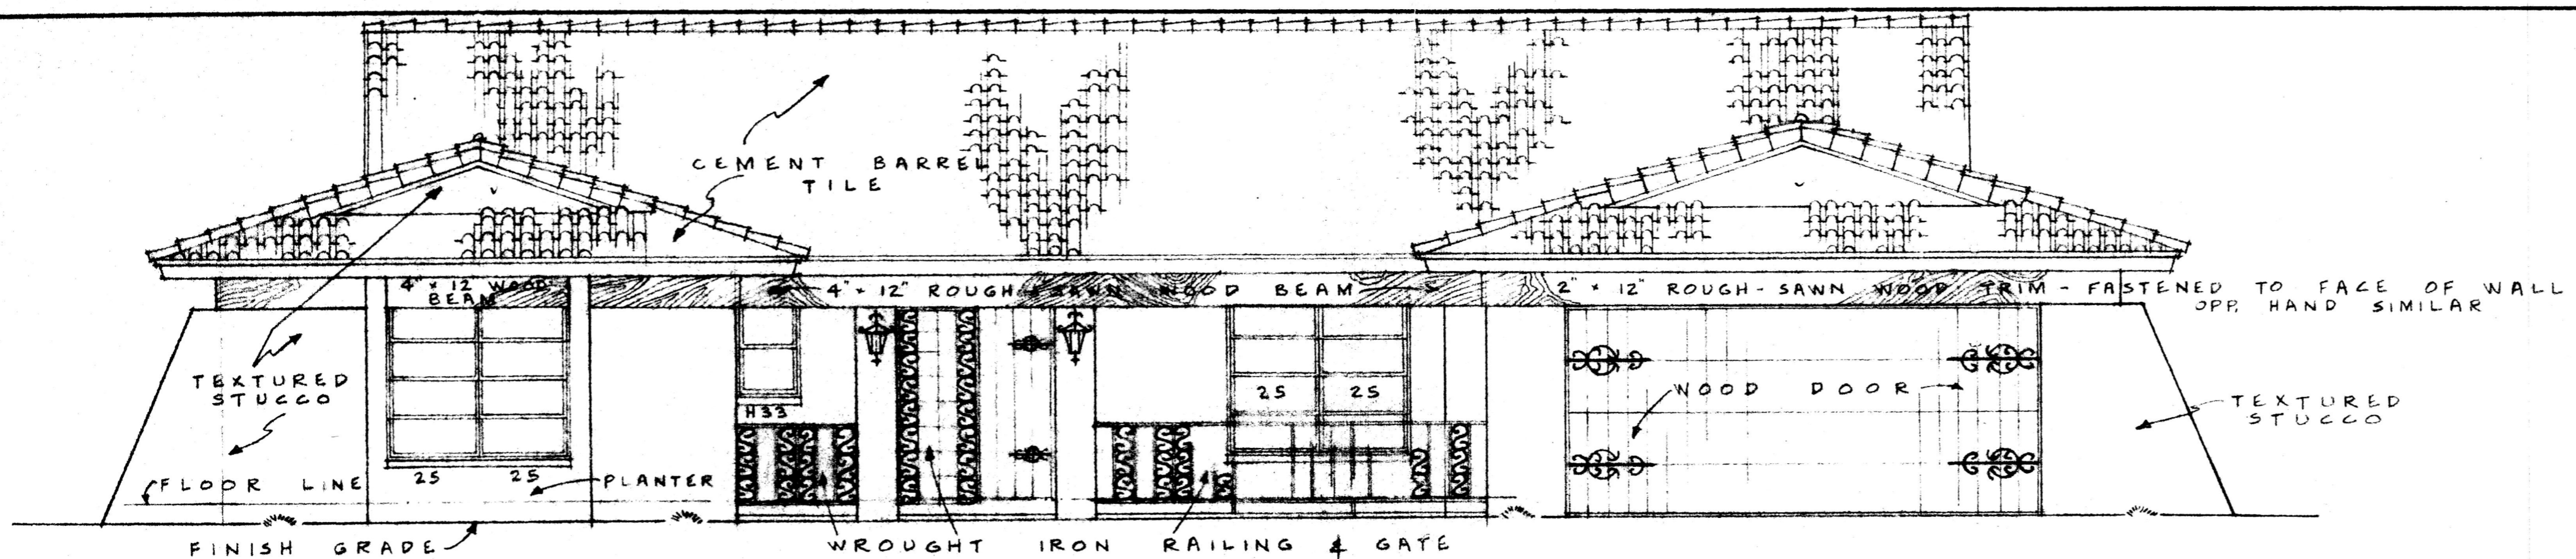 CEMENT BARREL
TILE
4" x 12" WOOD
BEAM
4" x 12" ROUGH-SAWN WOOD BEAM
2" x 12" ROUGH-SAWN WOOD TRIM - FASTENED TO FACE OF WALL
OPP. HAND SIMILAR
TEXTURED
STUCCO
H33
25 25
WOOD DOOR
TEXTURED
STUCCO
25 25
FLOOR LINE
PLANTER
FINISH GRADE
WROUGHT IRON RAILING & GATE